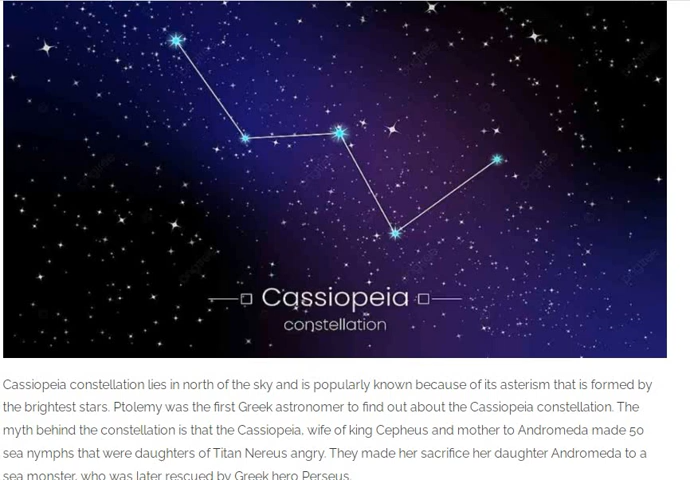 Cassiopeia
constellation
Cassiopeia constellation lies in north of the sky and is popularly known because of its asterism that is formed by
the brightest stars. Ptolemy was the first Greek astronomer to find out about the Cassiopeia constellation. The
myth behind the constellation is that the Cassiopeia, wife of king Cepheus and mother to Andromeda made 50
sea nymphs that were daughters of Titan Nereus angry. They made her sacrifice her daughter Andromeda to a
sea monster, who was later rescued by Greek hero Perseus.